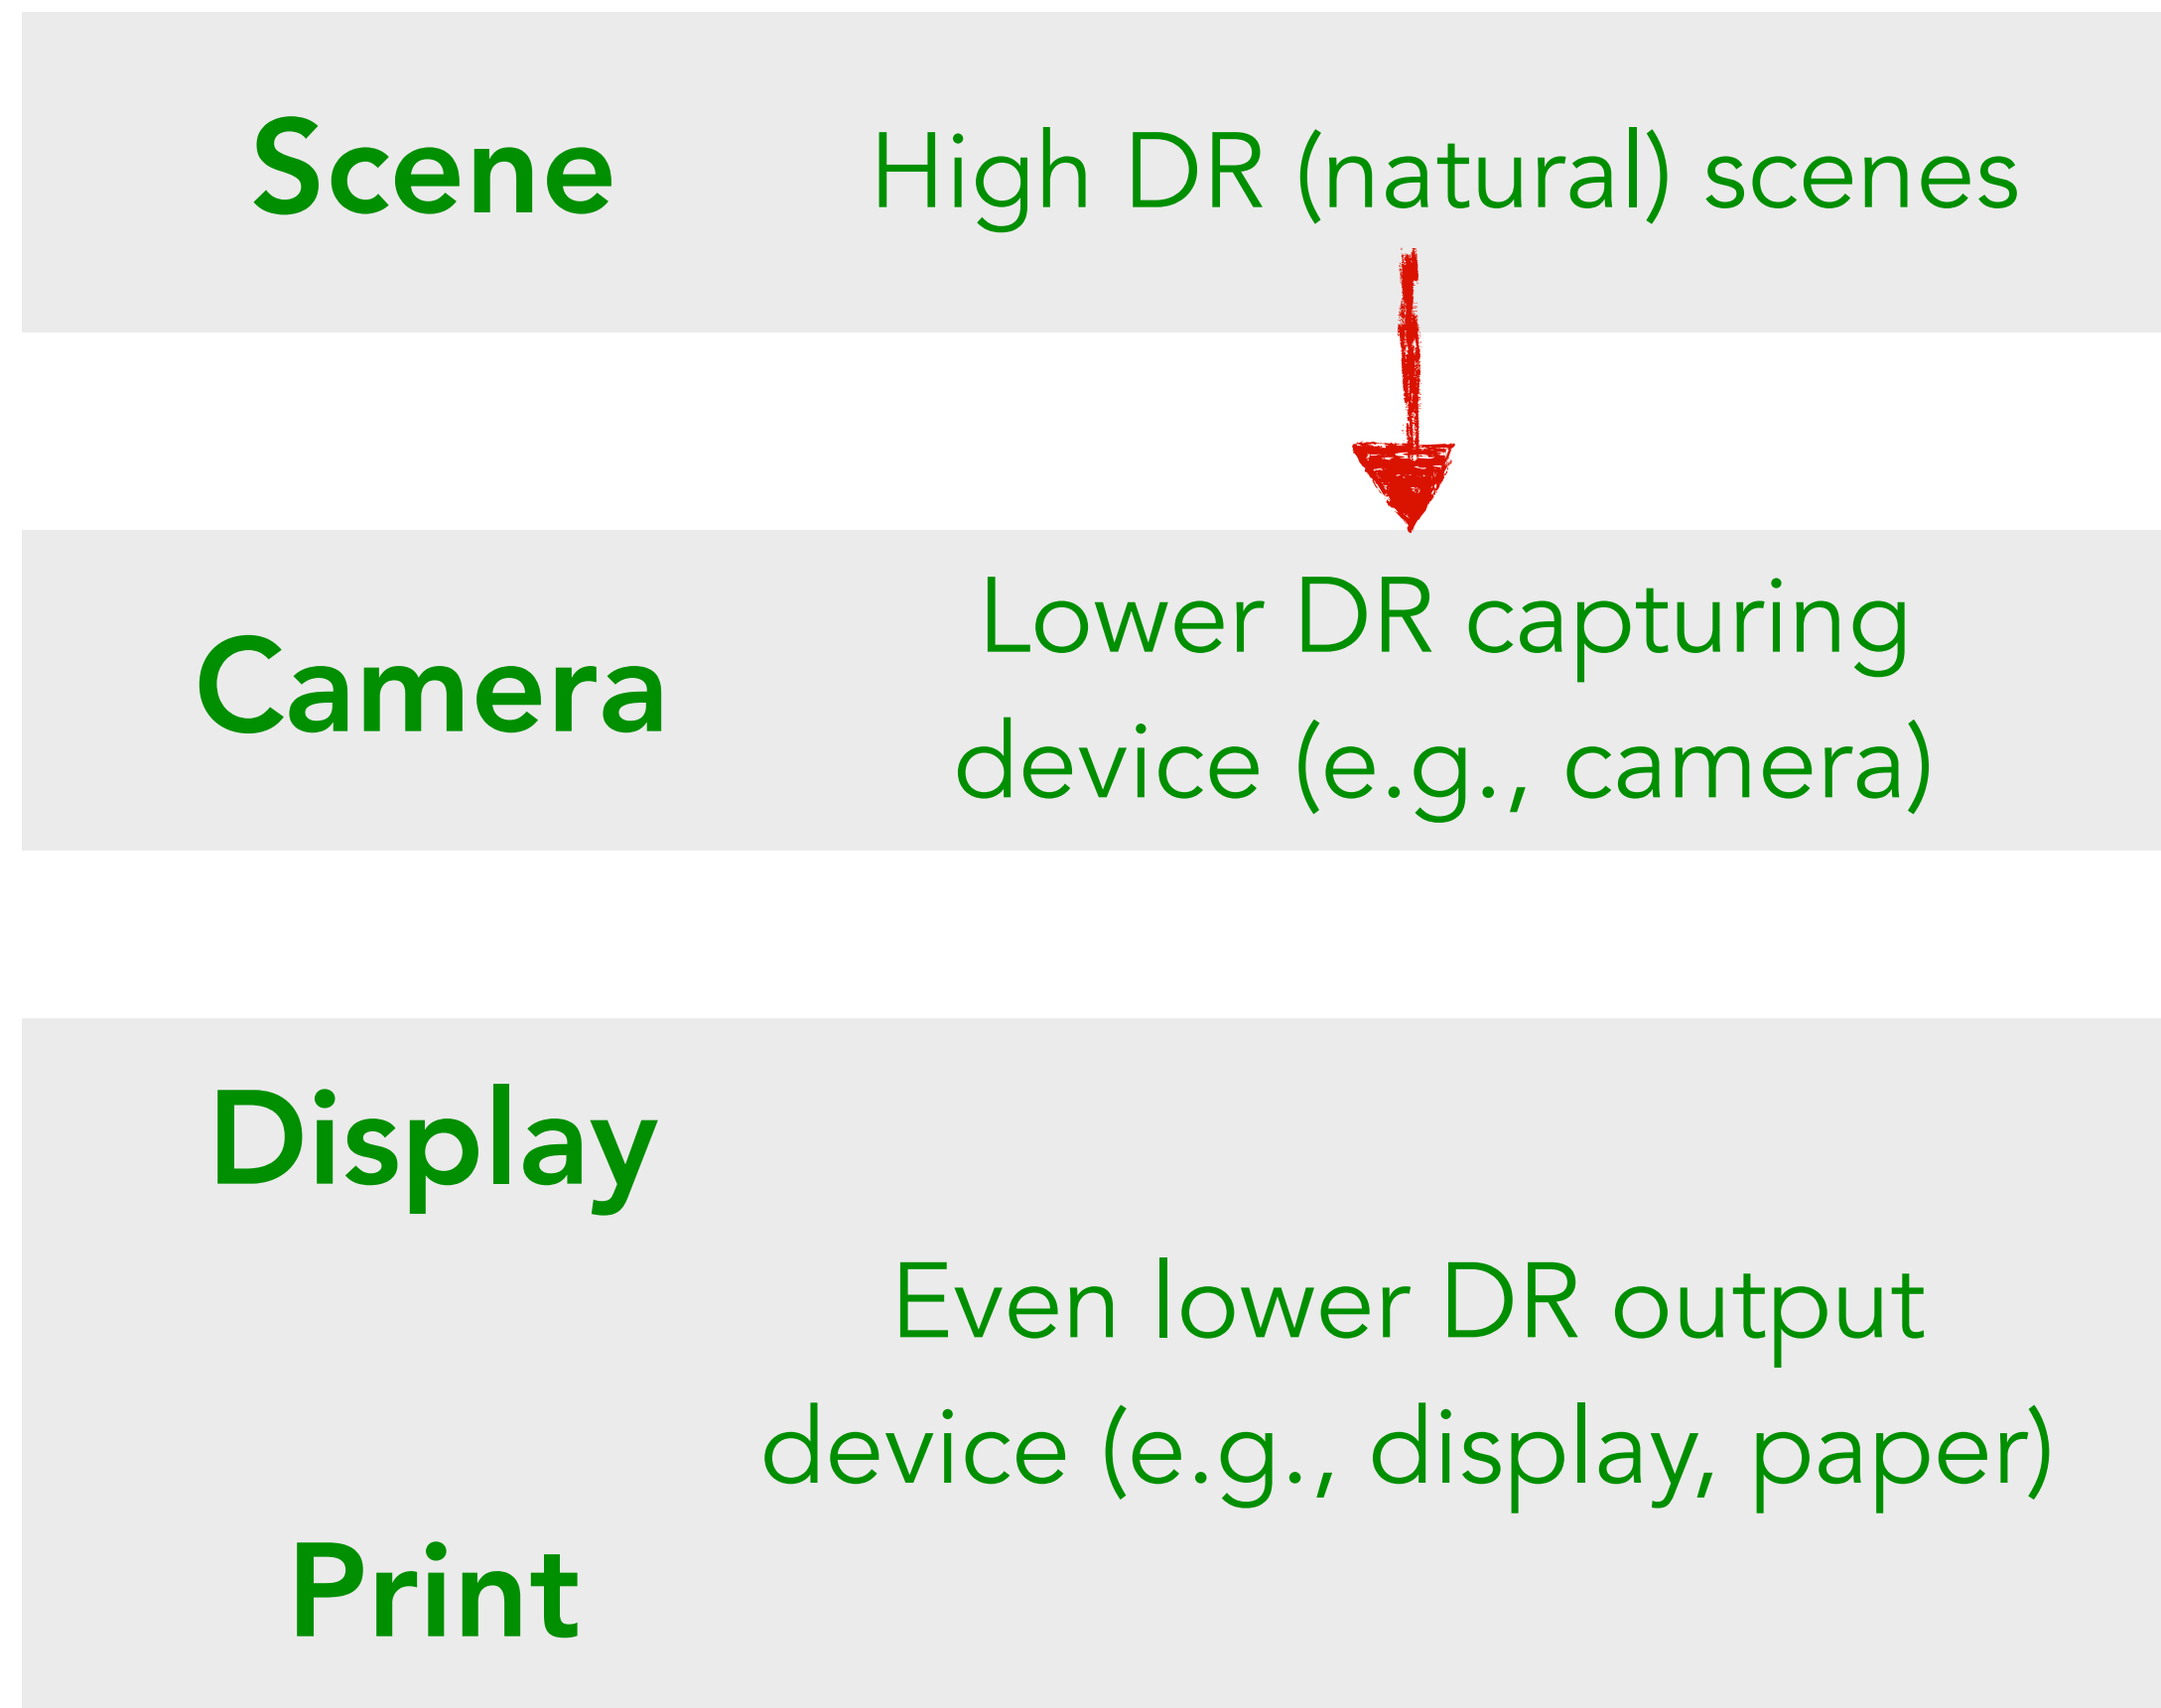 Scene
High DR (natural) scenes
Camera
Lower DR capturing
device (e.g., camera)
Display
Even lower DR output
device (e.g., display, paper)
Print